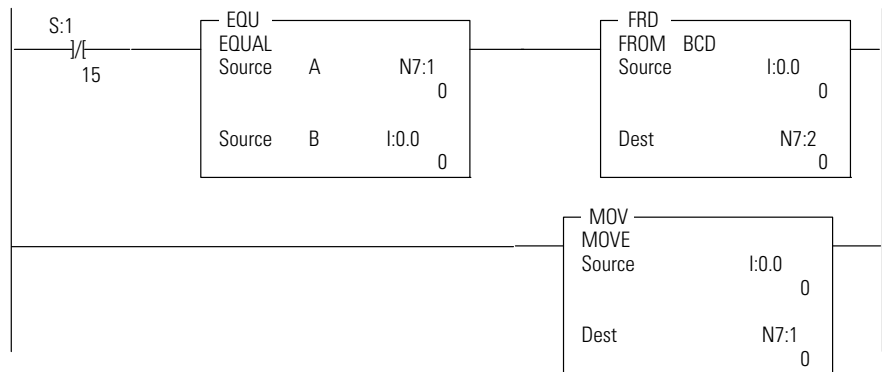 S:1
]/[
15
EQU
EQUAL
Source A N7:1
0
Source B I:0.0
0
FRD
FROM BCD
Source I:0.0
0
Dest N7:2
0
MOV
MOVE
Source I:0.0
0
Dest N7:1
0